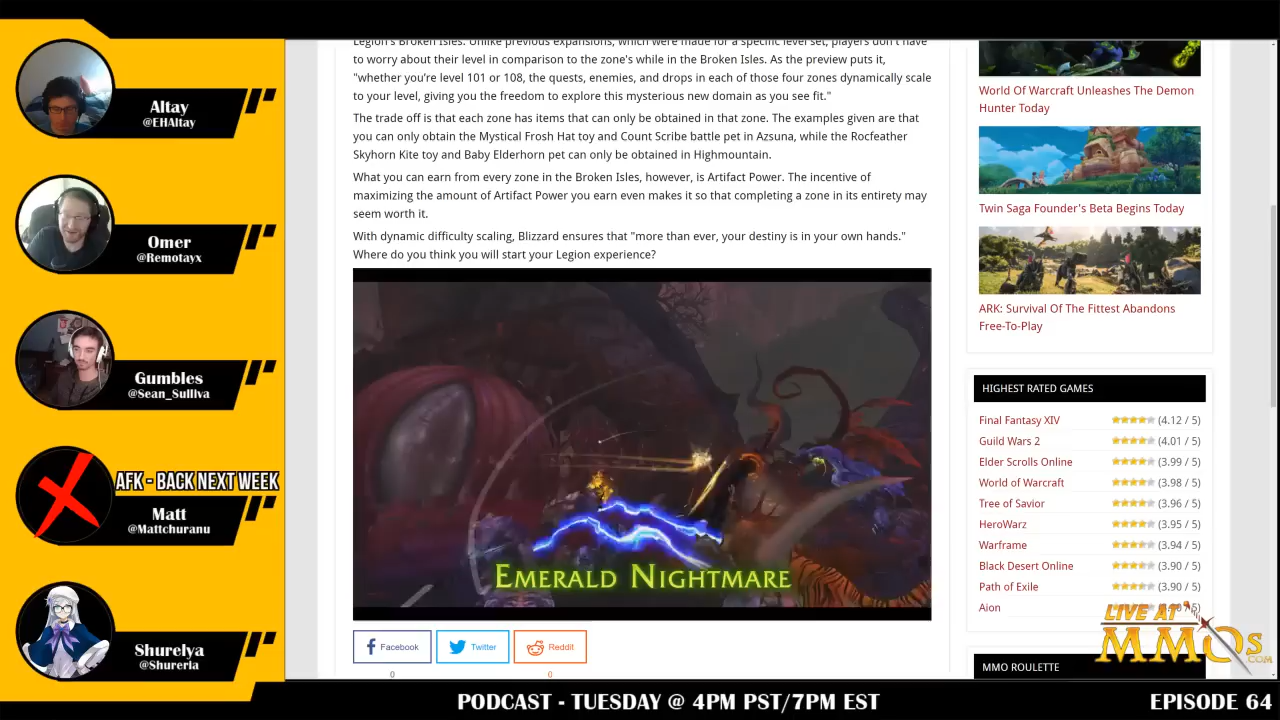 Altay
@EHAltay
Omer
@Remotayx
Gumbles
@Sean_Sulliva
AFK - BACK NEXT WEEK
Matt
@Mattchuranu
Shurelya
@Shureria
Legion's Broken Isles. Unlike previous expansions, which were made for a specific level set, players don't have
to worry about their level in comparison to the zone's while in the Broken Isles. As the preview puts it,
"whether you're level 101 or 108, the quests, enemies, and drops in each of those four zones dynamically scale
to your level, giving you the freedom to explore this mysterious new domain as you see fit."
The trade off is that each zone has items that can only be obtained in that zone. The examples given are that
you can only obtain the Mystical Frosh Hat toy and Count Scribe battle pet in Azsuna, while the Rocfeather
Skyhorn Kite toy and Baby Elderhorn pet can only be obtained in Highmountain.
What you can earn from every zone in the Broken Isles, however, is Artifact Power. The incentive of
maximizing the amount of Artifact Power you earn even makes it so that completing a zone in its entirety may
seem worth it.
With dynamic difficulty scaling, Blizzard ensures that "more than ever, your destiny is in your own hands."
Where do you think you will start your Legion experience?
EMERALD NIGHTMARE
Facebook
Twitter
Reddit
0
0
World Of Warcraft Unleashes The Demon
Hunter Today
Twin Saga Founder's Beta Begins Today
ARK: Survival Of The Fittest Abandons
Free-To-Play
HIGHEST RATED GAMES
Final Fantasy XIV (4.12 / 5)
Guild Wars 2 (4.01 / 5)
Elder Scrolls Online (3.99 / 5)
World of Warcraft (3.98 / 5)
Tree of Savior (3.96 / 5)
HeroWarz (3.95 / 5)
Warframe (3.94 / 5)
Black Desert Online (3.90 / 5)
Path of Exile (3.90 / 5)
Aion
LIVE AT
MMOs
.COM
MMO ROULETTE
PODCAST - TUESDAY @ 4PM PST/7PM EST
EPISODE 64